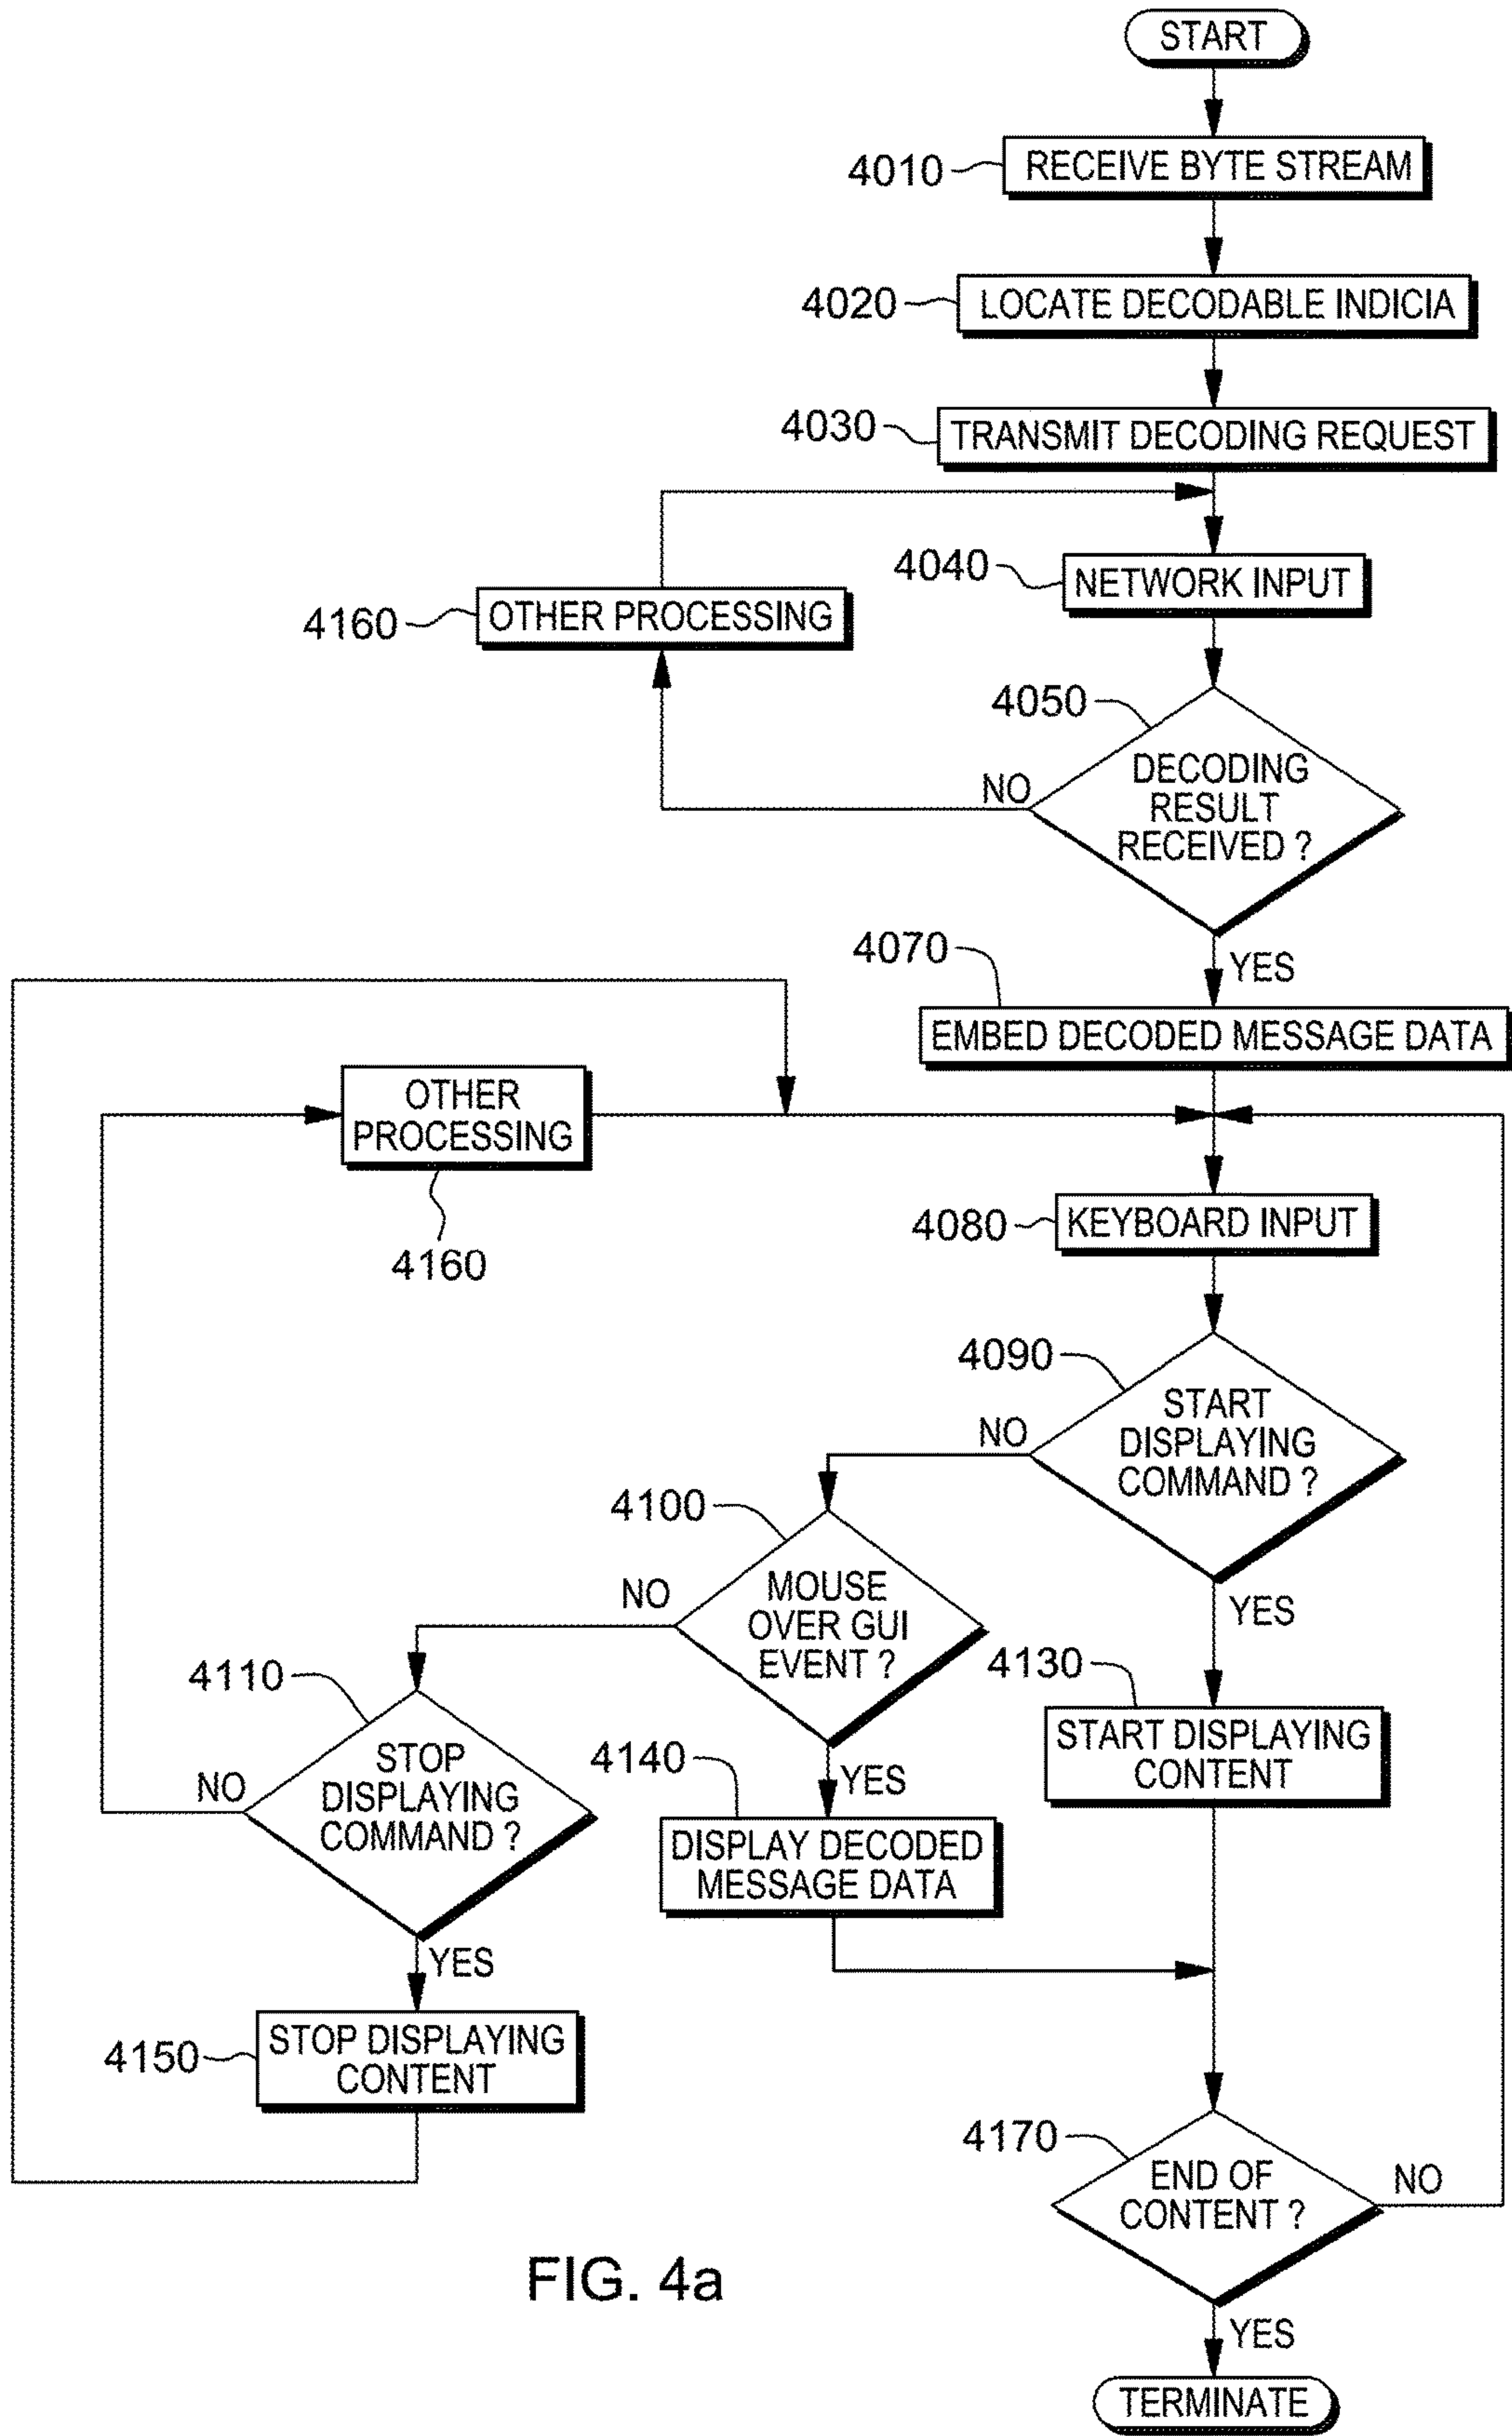 START
4010
RECEIVE BYTE STREAM
4020
LOCATE DECODABLE INDICIA
4030
TRANSMIT DECODING REQUEST
4040
NETWORK INPUT
4160
OTHER PROCESSING
4050
DECODING
RESULT
RECEIVED ?
NO
YES
4070
EMBED DECODED MESSAGE DATA
OTHER
PROCESSING
4160
4080
KEYBOARD INPUT
4090
START
DISPLAYING
COMMAND ?
NO
YES
4100
MOUSE
OVER GUI
EVENT ?
NO
YES
4110
STOP
DISPLAYING
COMMAND ?
NO
YES
4130
START DISPLAYING
CONTENT
4140
DISPLAY DECODED
MESSAGE DATA
4150
STOP DISPLAYING
CONTENT
4170
END OF
CONTENT ?
NO
YES
TERMINATE
FIG. 4a